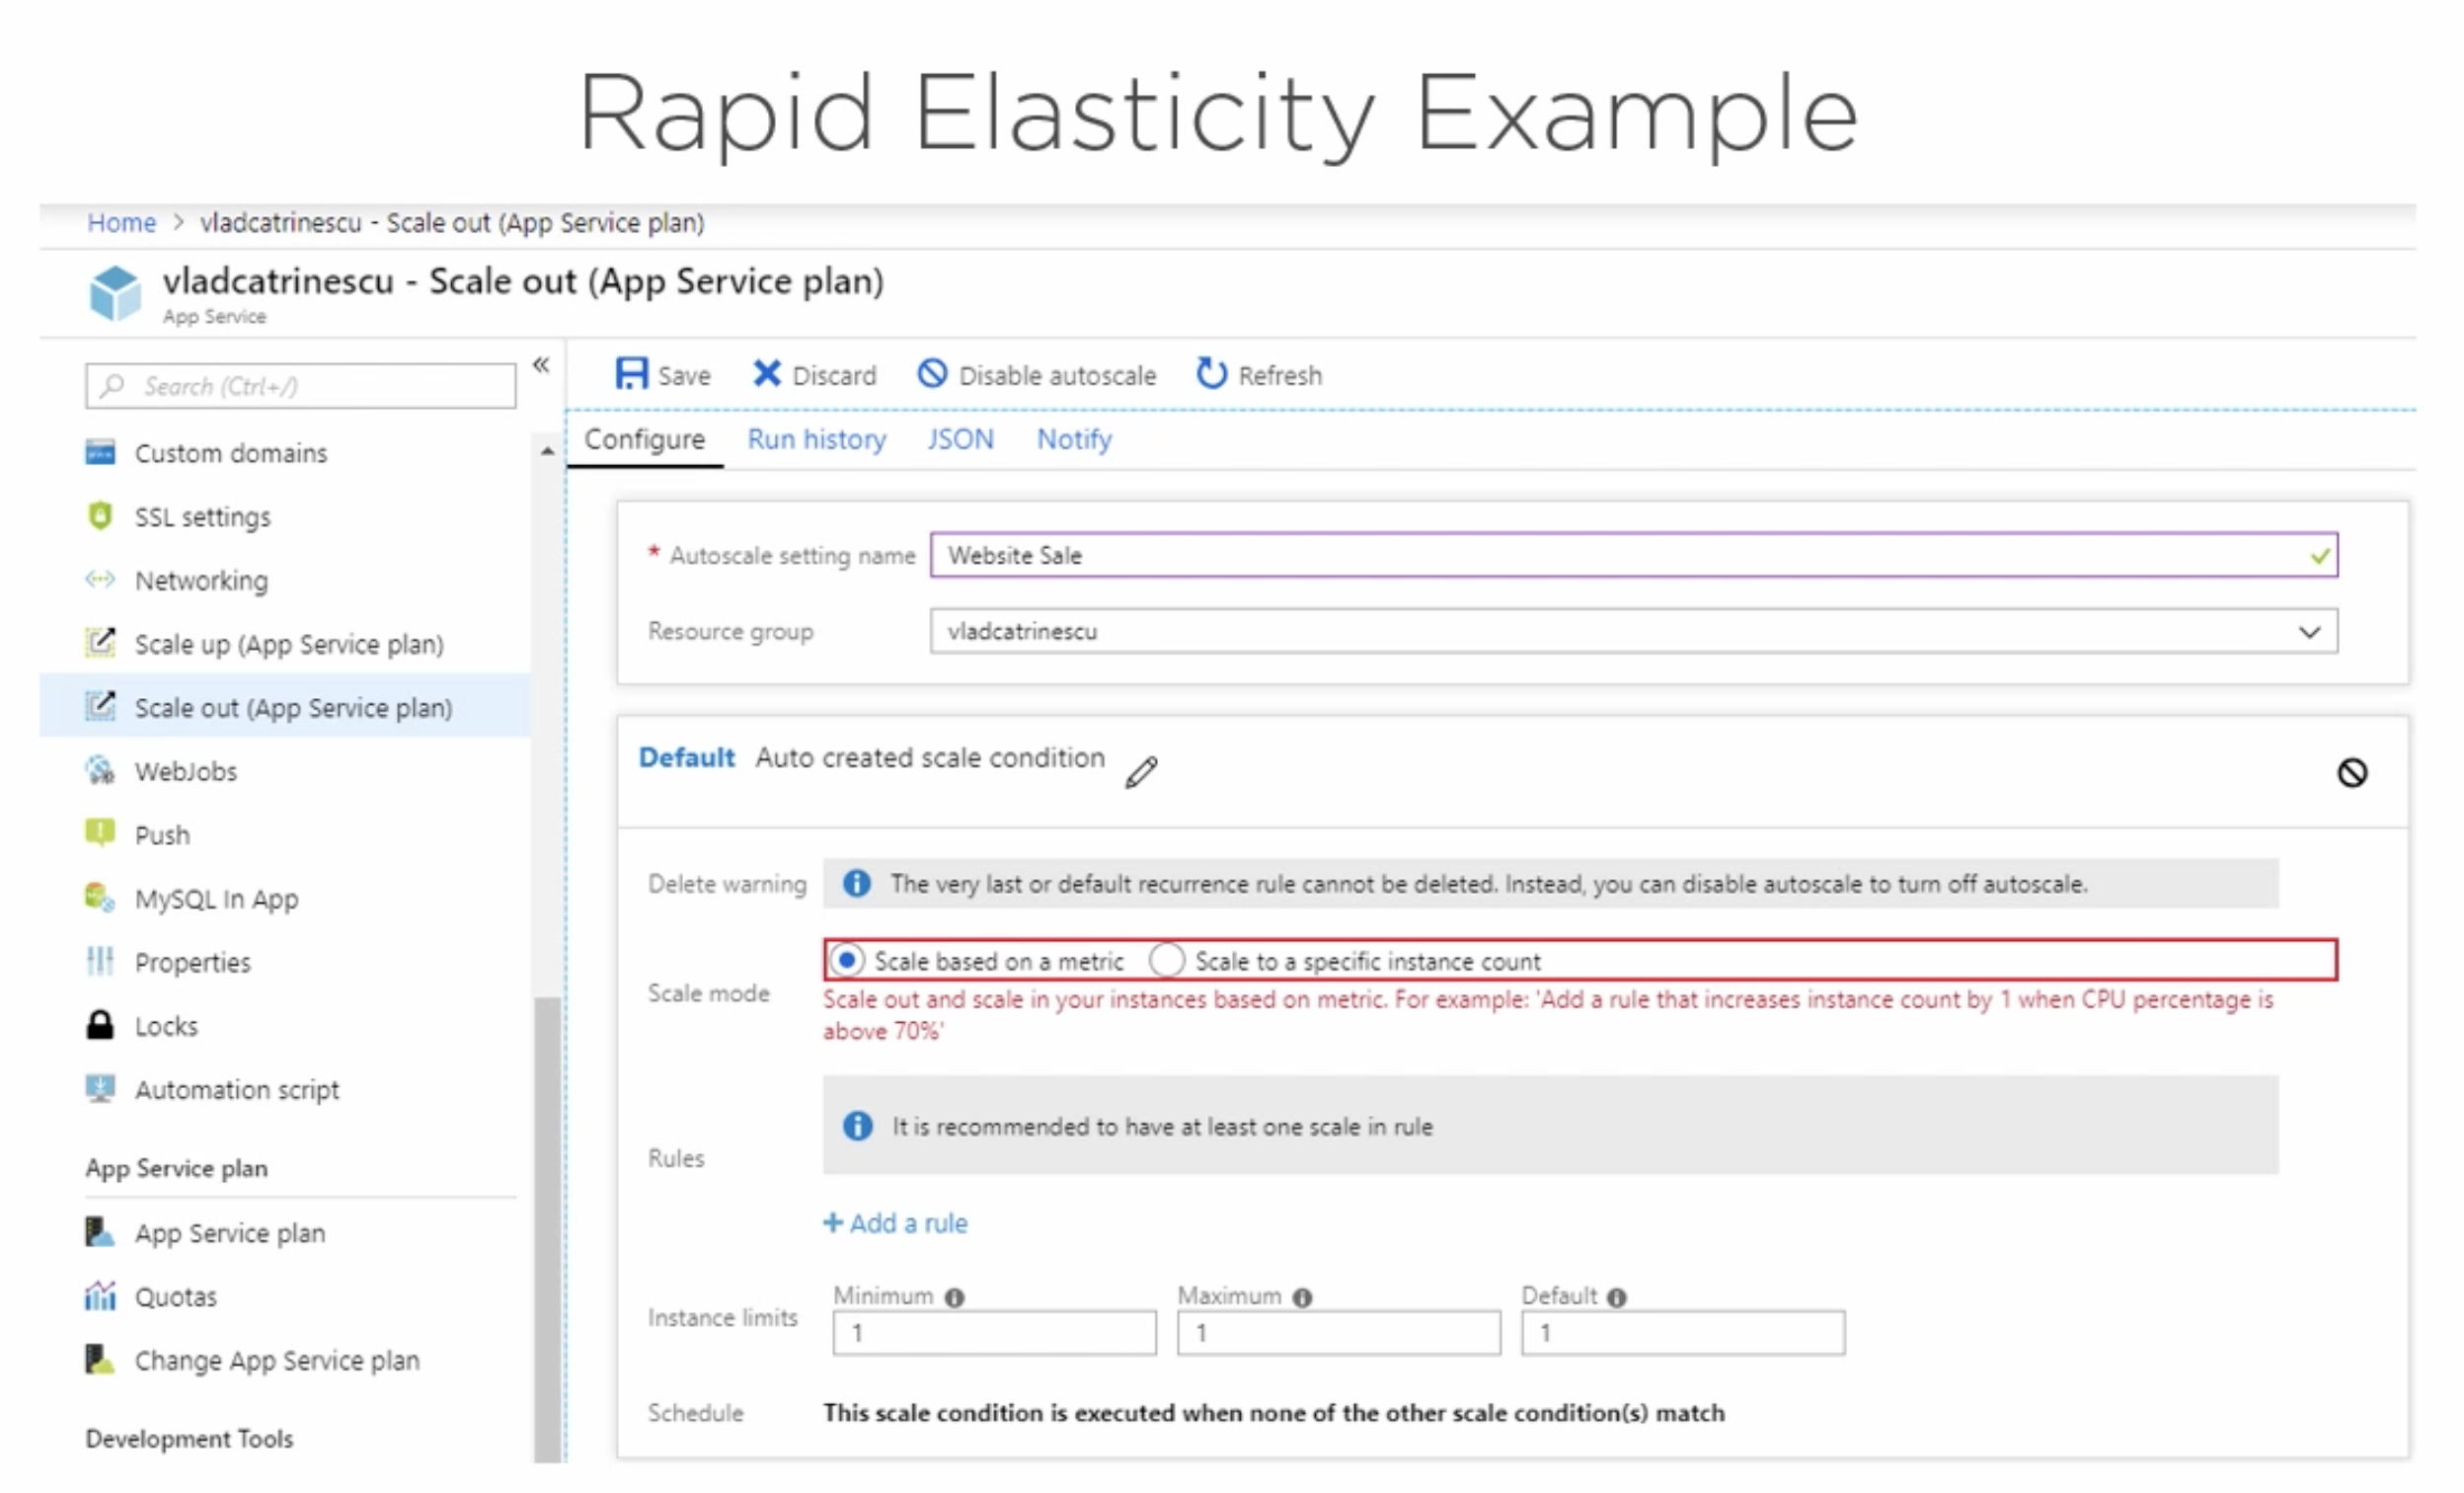 Rapid Elasticity Example
Home > vladcatrinescu - Scale out (App Service plan)
vladcatrinescu - Scale out (App Service plan)
App Service
Search (Ctrl+/)
«
Custom domains
SSL settings
Networking
Scale up (App Service plan)
Scale out (App Service plan)
WebJobs
Push
MySQL In App
Properties
Locks
Automation script
App Service plan
App Service plan
Quotas
Change App Service plan
Development Tools
Save Discard Disable autoscale Refresh
Configure Run history JSON Notify
* Autoscale setting name Website Sale
Resource group vladcatrinescu
Default Auto created scale condition
Delete warning The very last or default recurrence rule cannot be deleted. Instead, you can disable autoscale to turn off autoscale.
Scale mode
Scale based on a metric Scale to a specific instance count
Scale out and scale in your instances based on metric. For example: 'Add a rule that increases instance count by 1 when CPU percentage is
above 70%'
Rules
It is recommended to have at least one scale in rule
+ Add a rule
Instance limits
Minimum Maximum Default
1 1 1
Schedule This scale condition is executed when none of the other scale condition(s) match